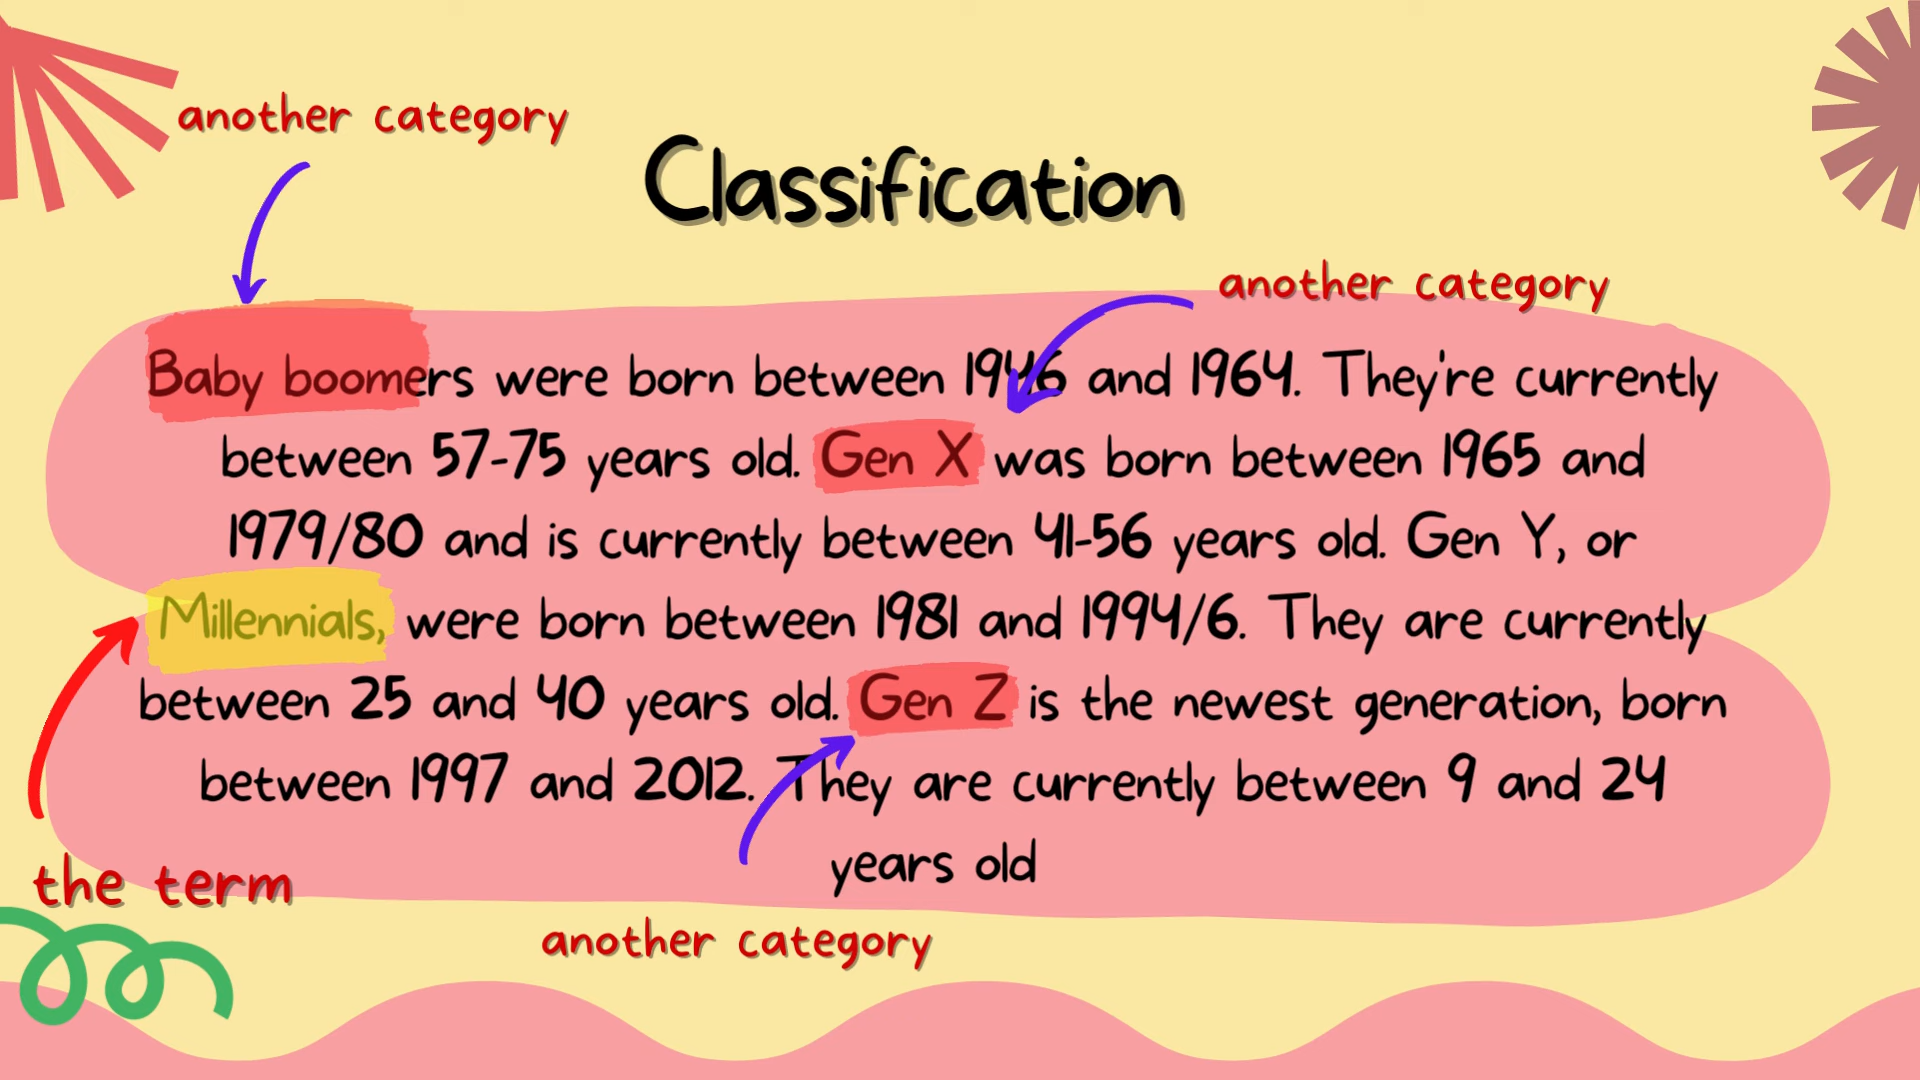 another category
Classification
another category
Baby boomers were born between 1946 and 1964. They're currently
between 57-75 years old. Gen X was born between 1965 and
1979/80 and is currently between 41-56 years old. Gen Y, or
Millennials, were born between 1981 and 1994/6. They are currently
between 25 and 40 years old. Gen Z is the newest generation, born
between 1997 and 2012. They are currently between 9 and 24
years old
the term
another category